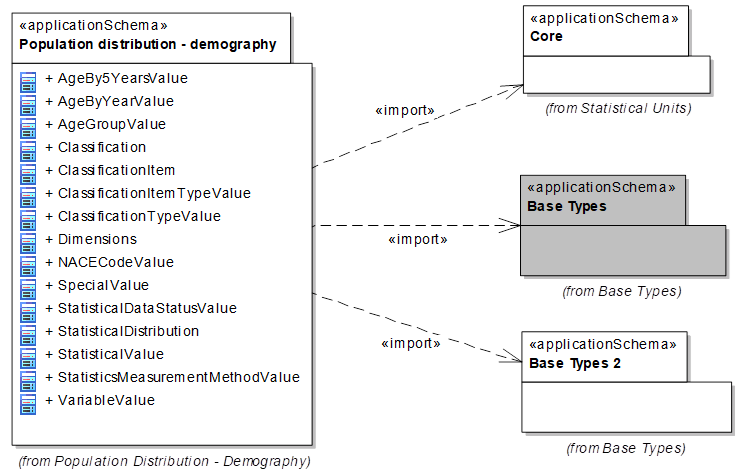 «applicationSchema»
Population distribution - demography
+ AgeBy5YearsValue
+ AgeByYearValue
+ AgeGroupValue
+ Classification
+ ClassificationItem
+ ClassificationItemTypeValue
+ ClassificationTypeValue
+ Dimensions
+ NACECodeValue
+ SpecialValue
+ StatisticalDataStatusValue
+ StatisticalDistribution
+ StatisticalValue
+ StatisticsMeasurementMethodValue
+ VariableValue
(from Population Distribution - Demography)
«import»
«import»
«import»
«applicationSchema»
Core
(from Statistical Units)
«applicationSchema»
Base Types
(from Base Types)
«applicationSchema»
Base Types 2
(from Base Types)